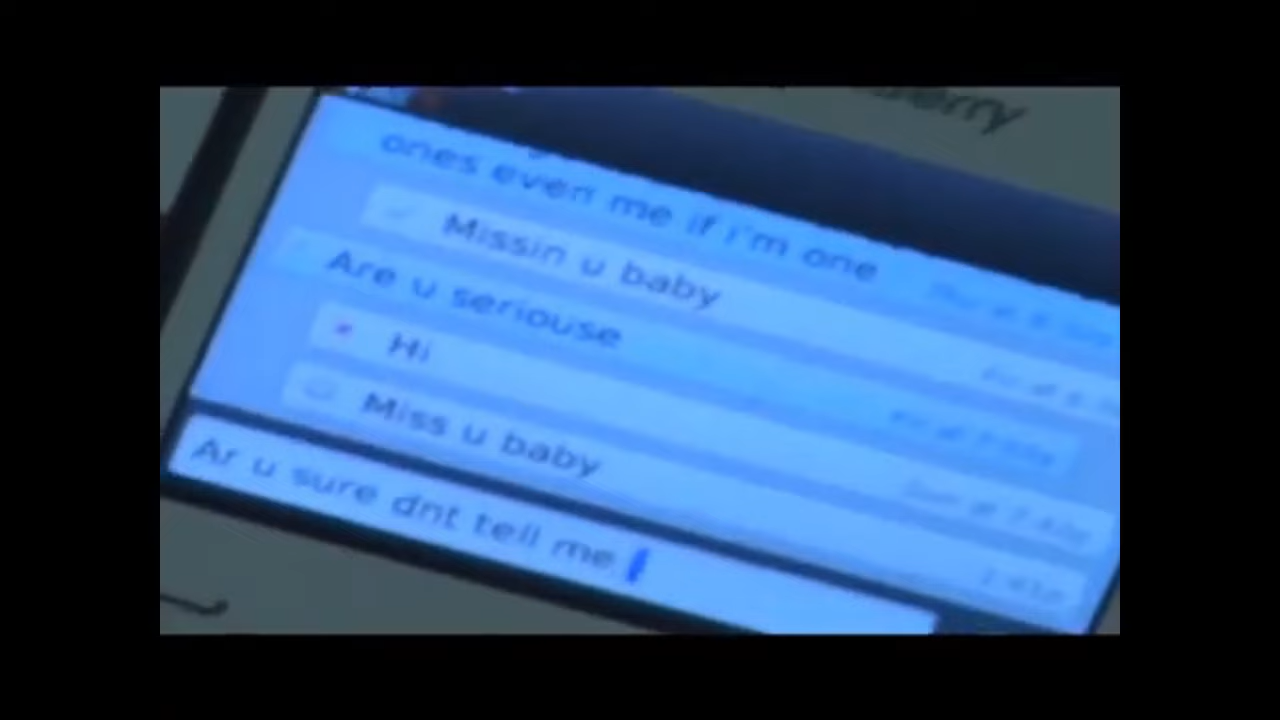 ones even me if i'm one
Missin u baby
Are u seriouse
Hi
Miss u baby
Ar u sure dnt tell me